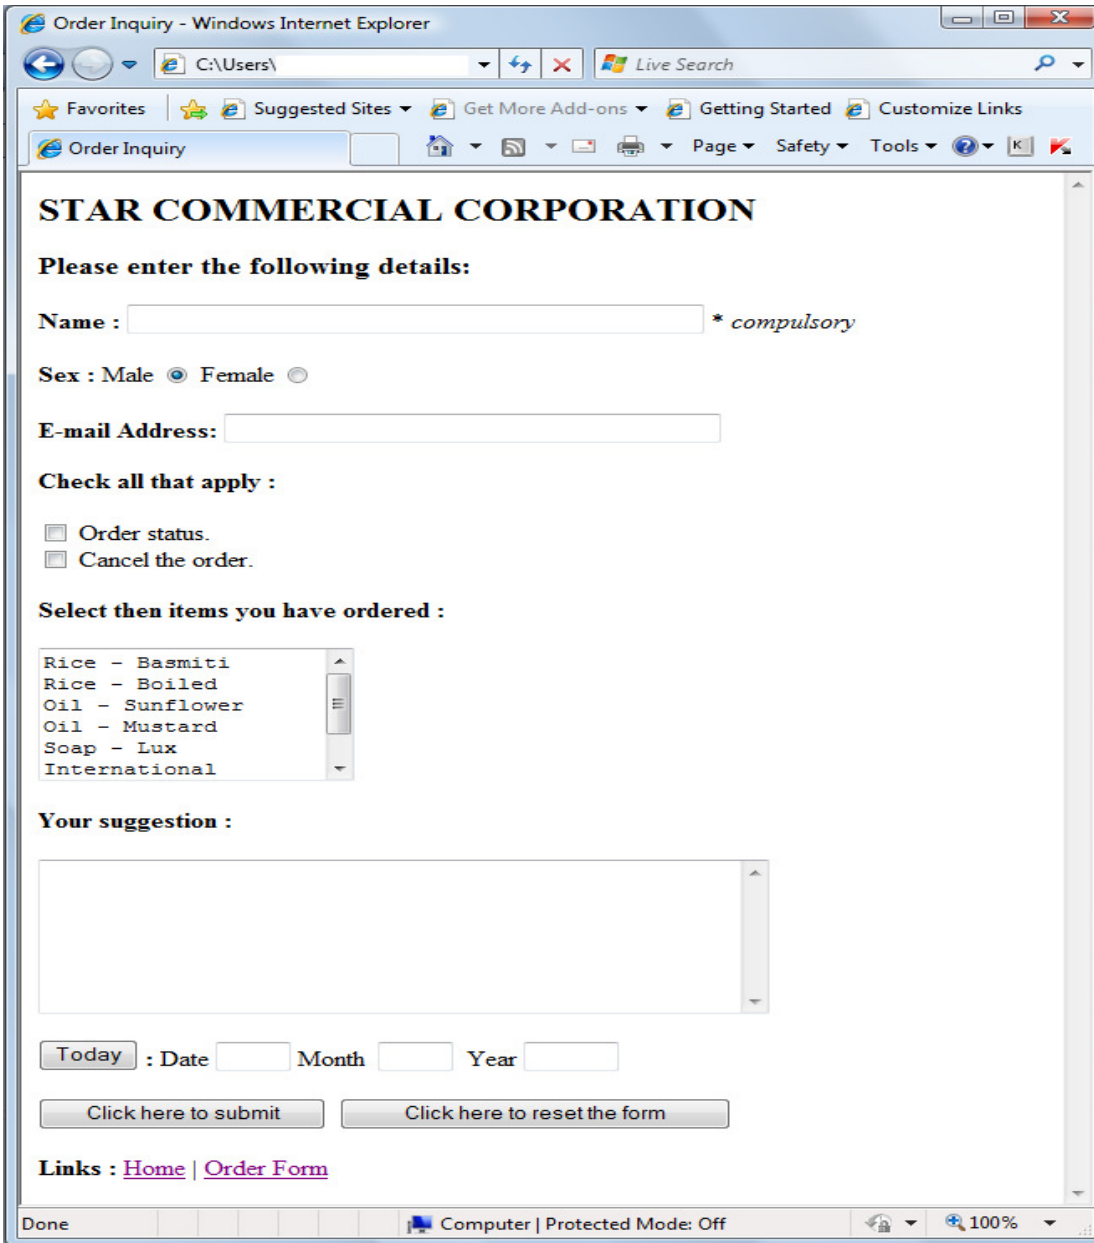 Order Inquiry - Windows Internet Explorer
C:\Users\ Live Search
Favorites Suggested Sites Get More Add-ons Getting Started Customize Links
Order Inquiry Page Safety Tools K
STAR COMMERCIAL CORPORATION
Please enter the following details:
Name : * compulsory
Sex : Male Female
E-mail Address:
Check all that apply :
Order status.
Cancel the order.
Select then items you have ordered :
Rice - Basmiti
Rice - Boiled
Oil - Sunflower
Oil - Mustard
Soap - Lux
International
Your suggestion :
Today : Date Month Year
Click here to submit Click here to reset the form
Links : Home | Order Form
Done Computer | Protected Mode: Off 100%